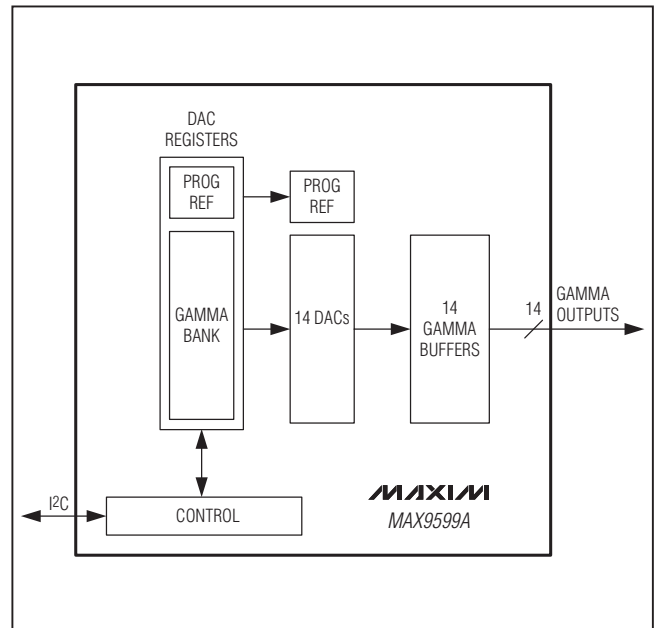 DAC
REGISTERS
PROG
REF
PROG
REF
GAMMA
BANK
14 DACs
14
GAMMA
BUFFERS
14
GAMMA
OUTPUTS
I2C
CONTROL
MAXIM
MAX9599A